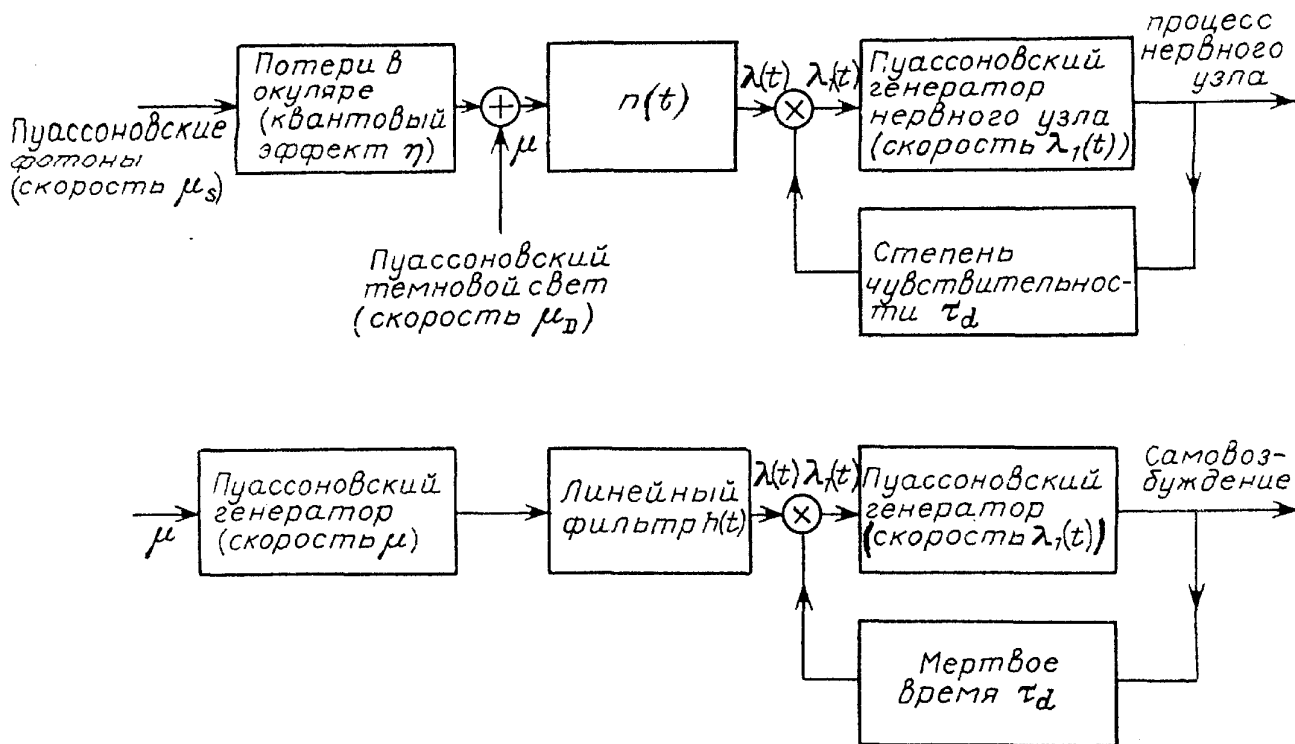 Пуассоновские
фотоны
(скорость μs)
Потери в
окуляре
(квантовый
эффект η)
+
μ
Пуассоновский
темновой свет
(скорость μD)
n(t)
λ(t)
×
λ1(t)
Пуассоновский
генератор
нервного узла
(скорость λ1(t))
процесс
нервного
узла
Степень
чувствительнос-
ти τd
μ
Пуассоновский
генератор
(скорость μ)
Линейный
фильтр h(t)
λ(t)
×
λ1(t)
Пуассоновский
генератор
(скорость λ1(t))
Самовоз-
буждение
Мертвое
время τd